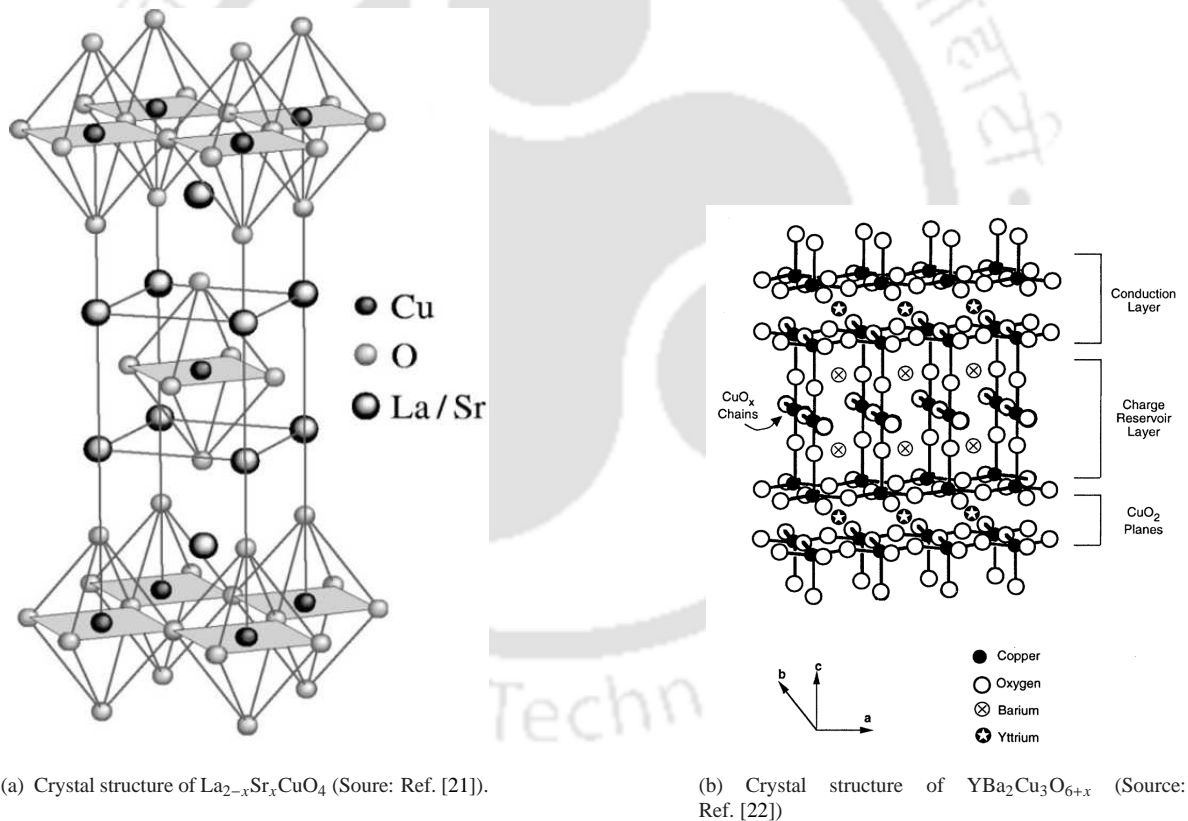 Cu
O
La / Sr
(a) Crystal structure of La₂₋ₓSrₓCuO₄ (Soure: Ref. [21]).
Conduction
Layer
CuOₓ
Chains
Charge
Reservoir
Layer
CuO₂
Planes
Copper
Oxygen
Barium
Yttrium
b
c
a
(b) Crystal structure of YBa₂Cu₃O₆₊ₓ (Source:
Ref. [22])
Techn